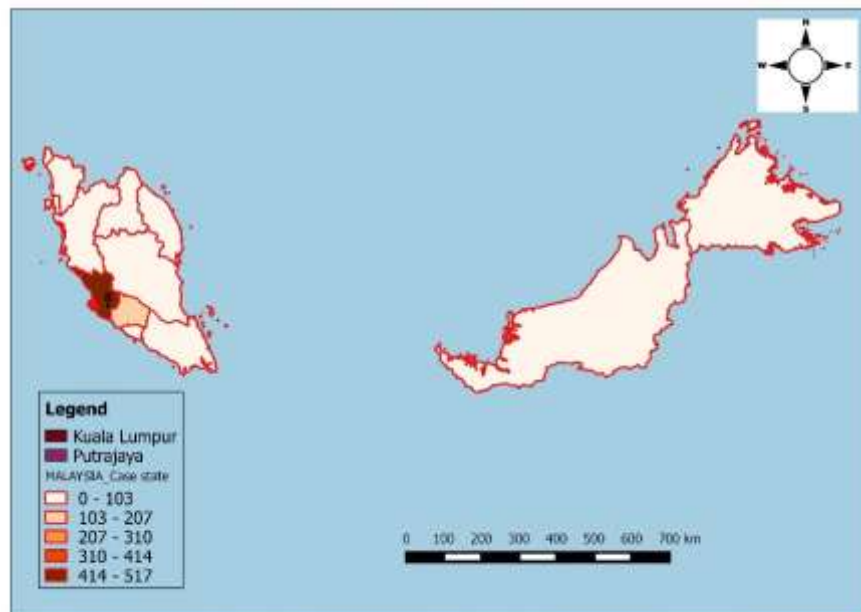 N
W E
S
Legend
Kuala Lumpur
Putrajaya
MALAYSIA_Case state
0 - 103
103 - 207
207 - 310
310 - 414
414 - 517
0 100 200 300 400 500 600 700 km